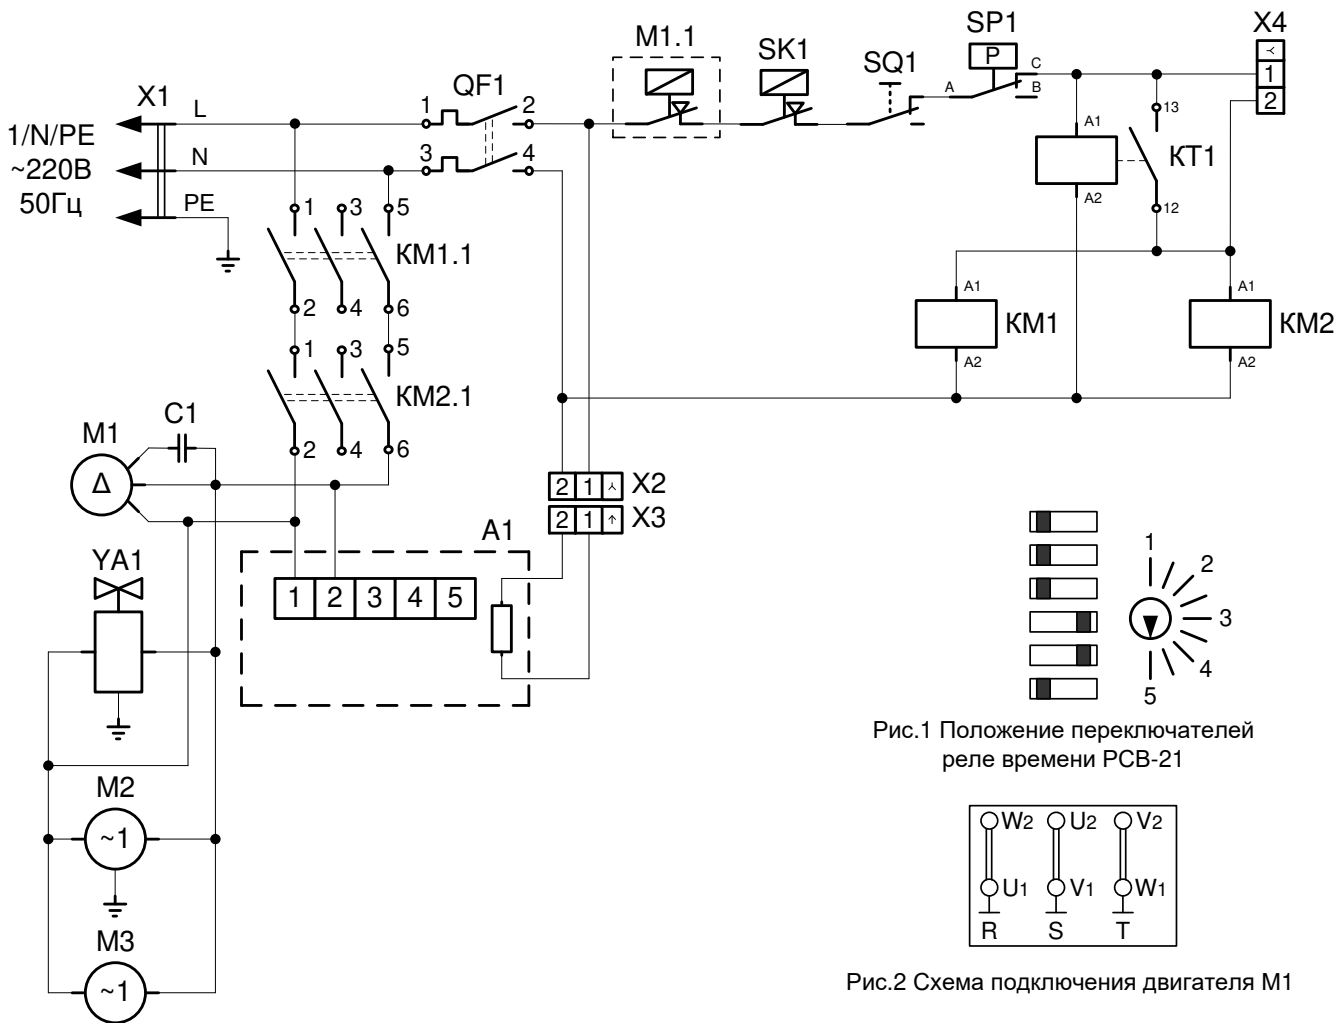 X1
L
N
PE
1/N/PE
~220В
50Гц
QF1
1
2
3
4
M1.1
SK1
SQ1
SP1
P
A
C
B
X4
1
2
A1
A2
13
12
KT1
A1
A2
KM1
A1
A2
KM2
1
3
5
KM1.1
2
4
6
1
3
5
KM2.1
2
4
6
M1
Δ
C1
2 1
X2
2 1
X3
A1
1 2 3 4 5
YA1
M2
~1
M3
~1
1
2
3
4
5
Рис.1 Положение переключателей
реле времени РСВ-21
W2 U2 V2
U1 V1 W1
R S T
Рис.2 Схема подключения двигателя М1